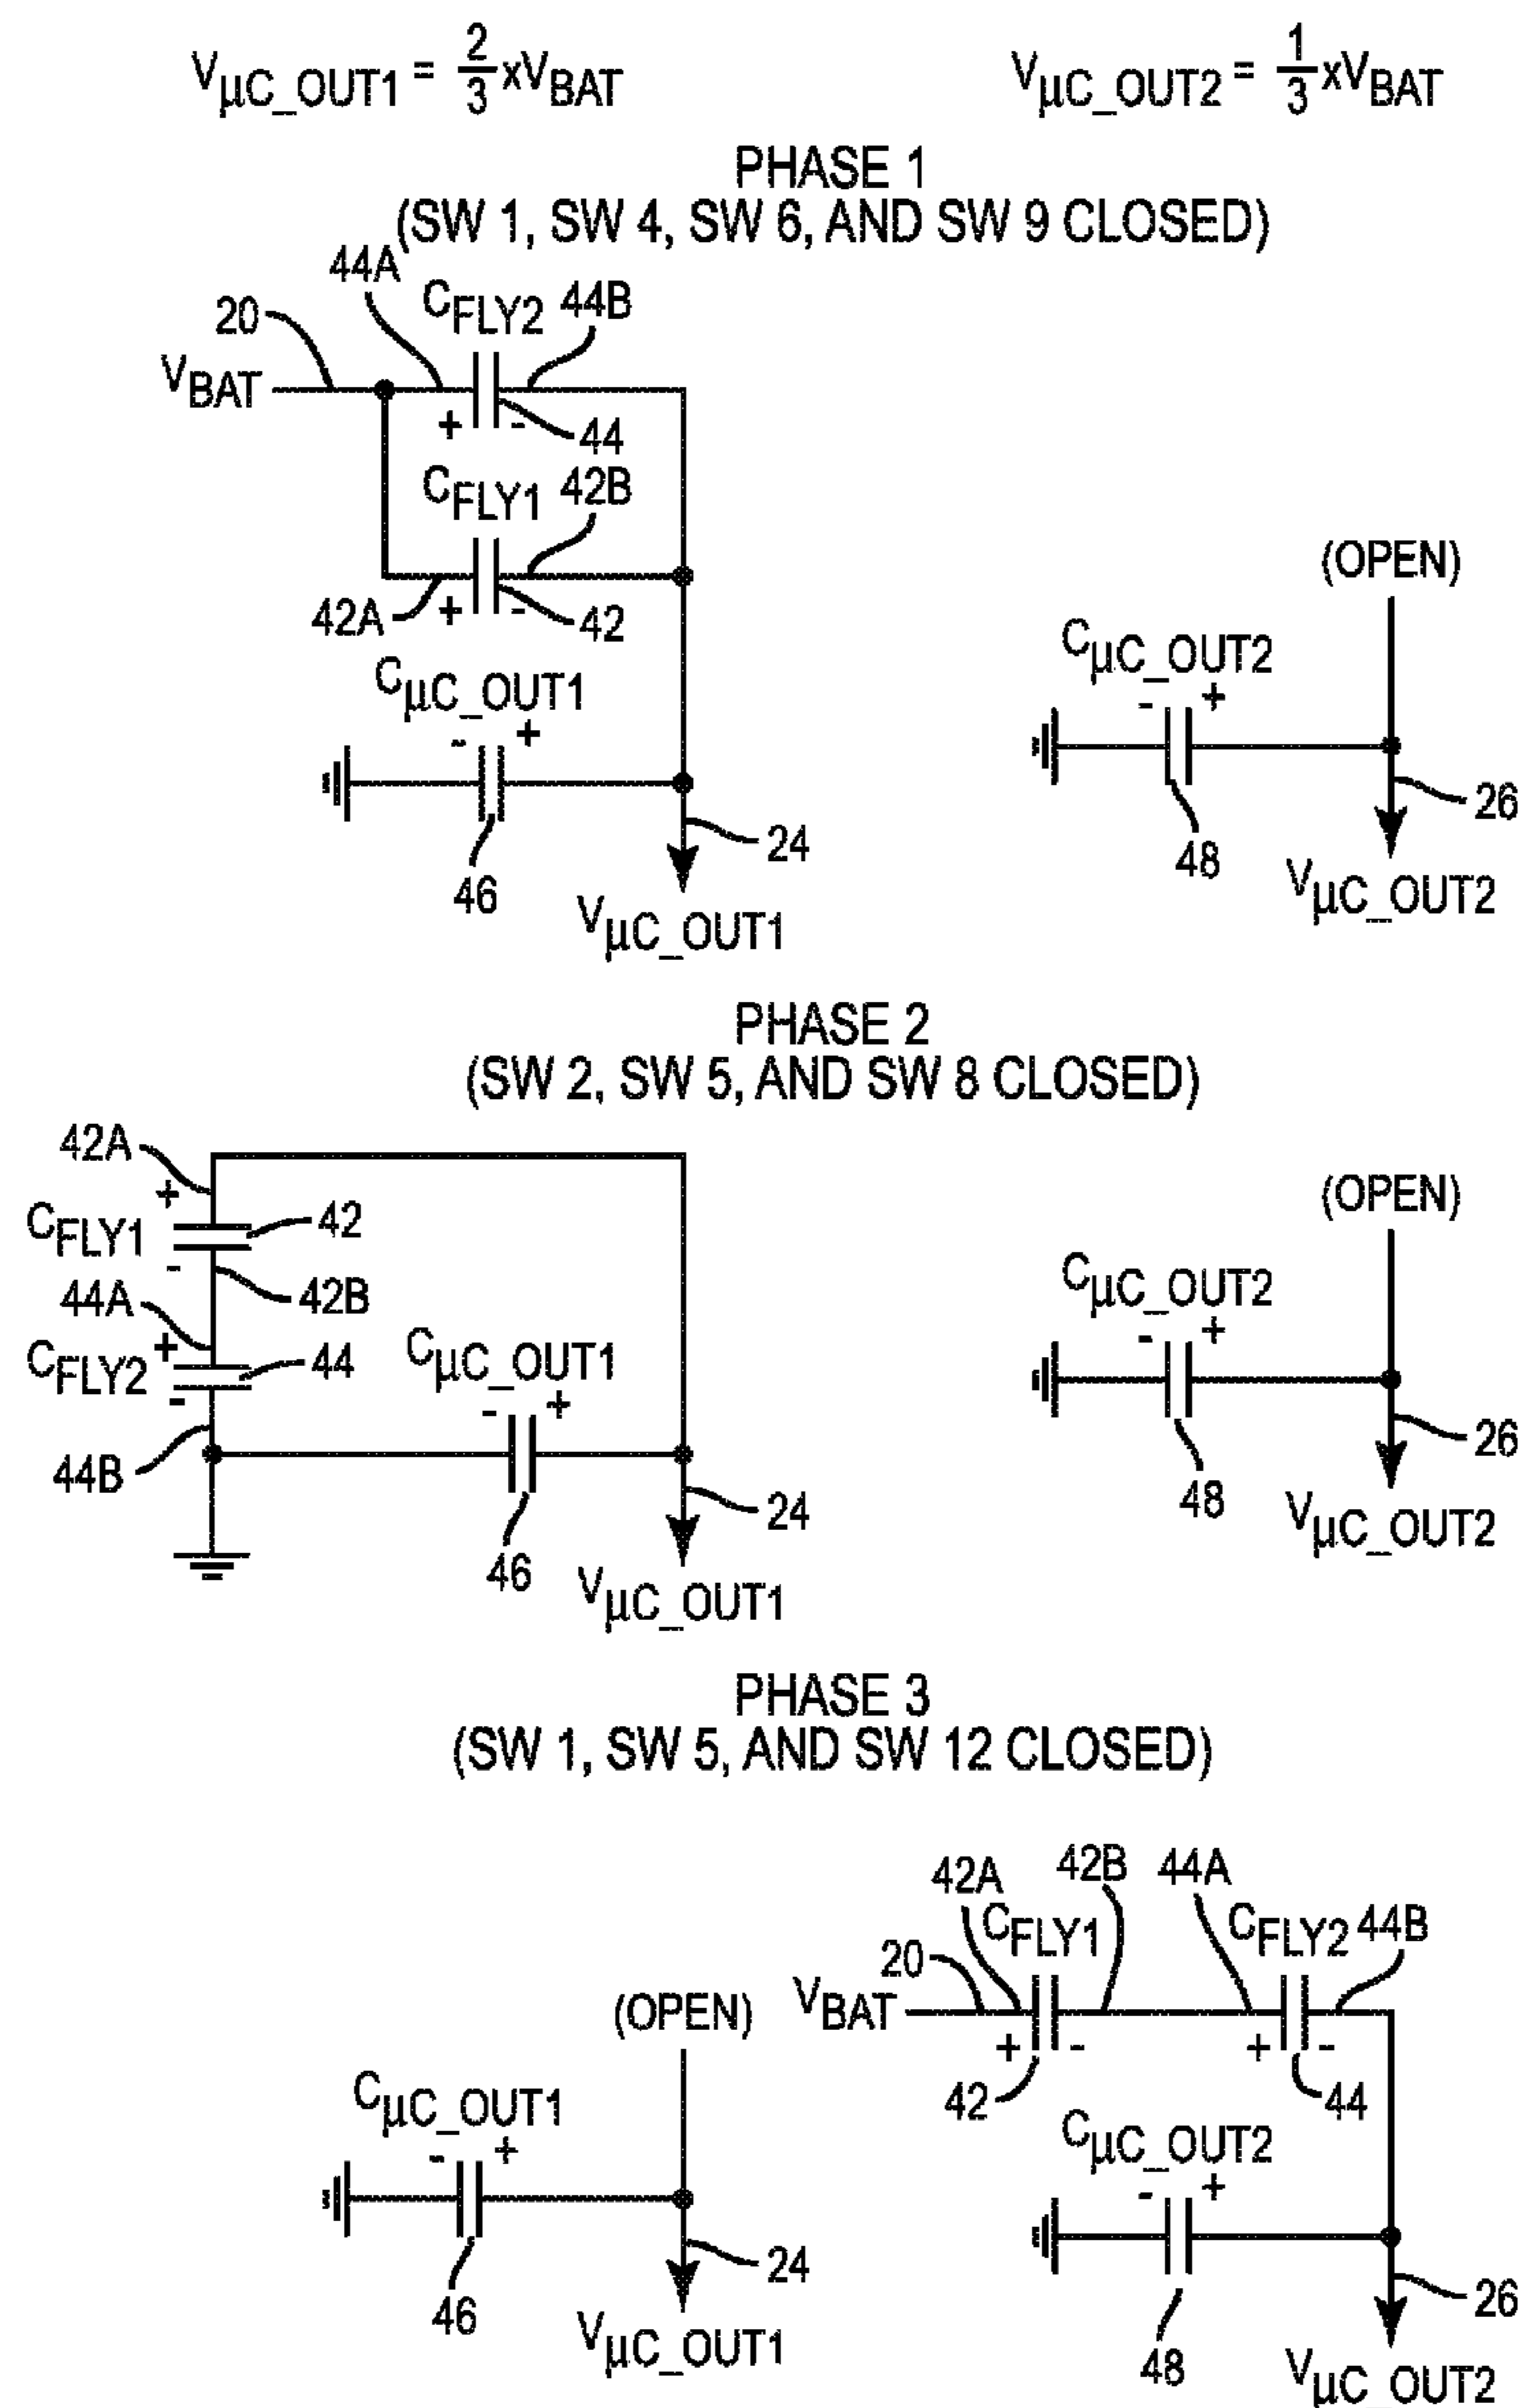 VμC_OUT1 = 2/3 xVBAT
VμC_OUT2 = 1/3 xVBAT
PHASE 1
(SW 1, SW 4, SW 6, AND SW 9 CLOSED)
44A
20
CFLY2
44B
VBAT
+ -
44
CFLY1
42B
42A
+ -
42
(OPEN)
CμC_OUT1
- +
CμC_OUT2
- +
24
26
46
48
VμC_OUT1
VμC_OUT2
PHASE 2
(SW 2, SW 5, AND SW 8 CLOSED)
42A
+
CFLY1
42
-
42B
44A
+
CFLY2
44
-
44B
CμC_OUT1
- +
(OPEN)
CμC_OUT2
- +
24
26
46
48
VμC_OUT1
VμC_OUT2
PHASE 3
(SW 1, SW 5, AND SW 12 CLOSED)
42A
42B
44A
CFLY1
CFLY2
44B
20
VBAT
(OPEN)
+ -
+ -
42
44
CμC_OUT1
- +
CμC_OUT2
- +
24
26
46
48
VμC_OUT1
VμC_OUT2